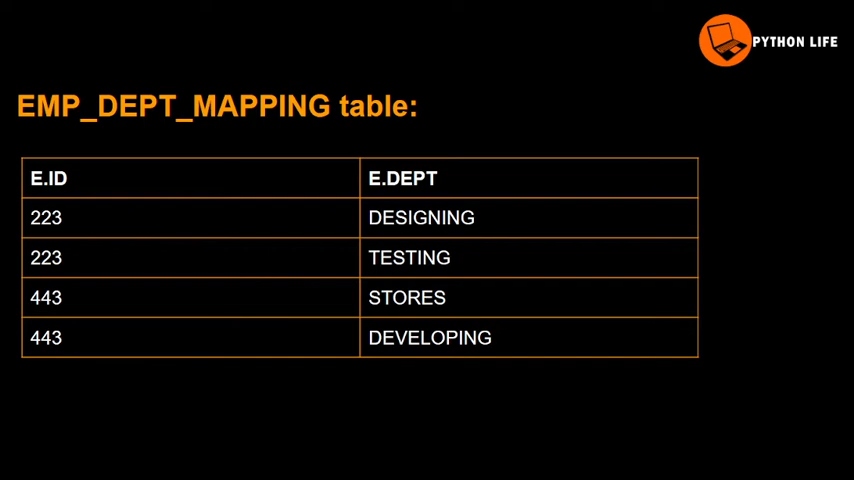 PYTHON LIFE
EMP_DEPT_MAPPING table:
E.ID E.DEPT
223 DESIGNING
223 TESTING
443 STORES
443 DEVELOPING